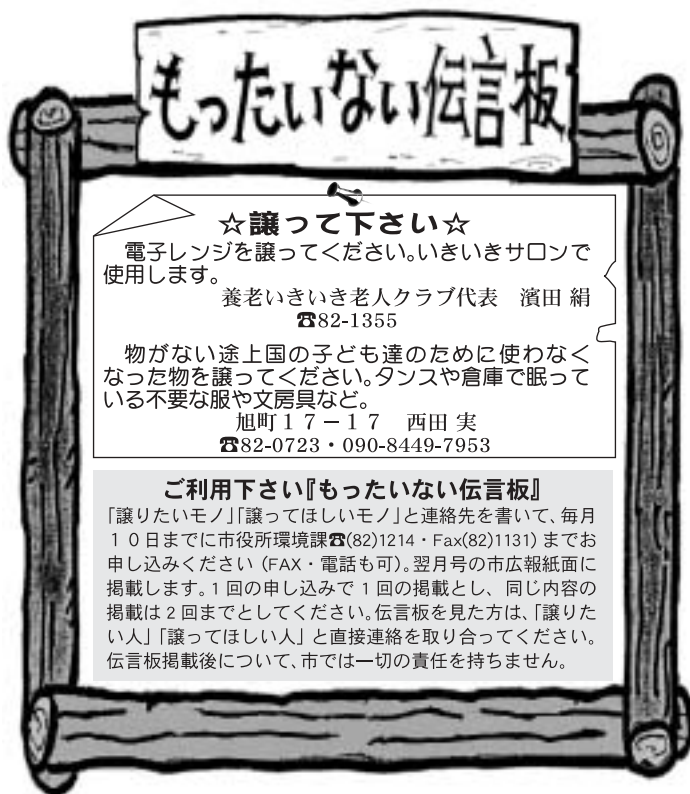 もったいない伝言板
☆譲って下さい☆
電子レンジを譲ってください。いきいきサロンで
使用します。
養老いきいき老人クラブ代表　濱田 絹
☎82-1355
物がない途上国の子ども達のために使わなく
なった物を譲ってください。タンスや倉庫で眠って
いる不要な服や文房具など。
旭町１７－１７　西田 実
☎82-0723・090-8449-7953
ご利用下さい『もったいない伝言板』
「譲りたいモノ」「譲ってほしいモノ」と連絡先を書いて、毎月
１０日までに市役所環境課☎(82)1214・Fax(82)1131) までお
申し込みください (FAX・電話も可)。翌月号の市広報紙面に
掲載します。1 回の申し込みで 1 回の掲載とし、同じ内容の
掲載は 2 回までとしてください。伝言板を見た方は、「譲りた
い人」「譲ってほしい人」と直接連絡を取り合ってください。
伝言板掲載後について、市では一切の責任を持ちません。